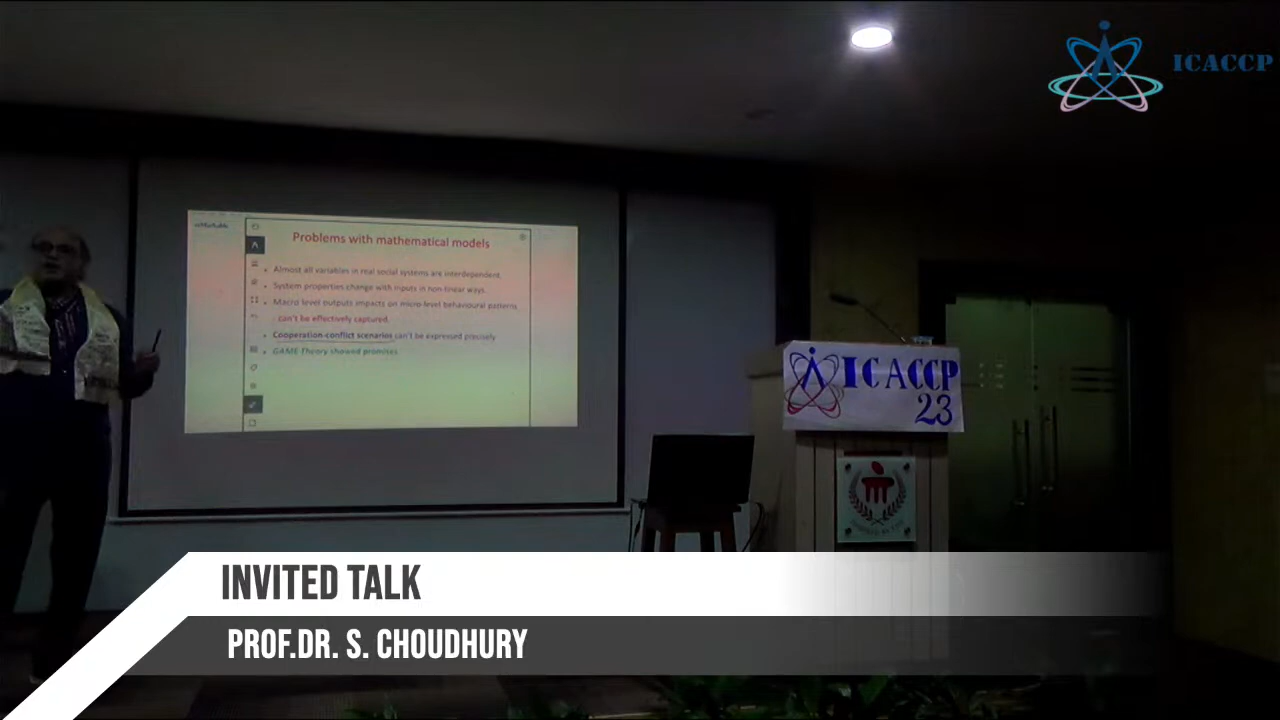 ICACCP
Problems with mathematical models
Almost all variables in real social systems are interdependent.
System properties change with inputs in non-linear ways.
Macro level outputs impacts on micro-level behavioural patterns
can't be effectively captured.
Cooperation-conflict scenarios can't be expressed precisely
GAME Theory showed promises
ICACCP
23
INVITED TALK
PROF.DR. S. CHOUDHURY